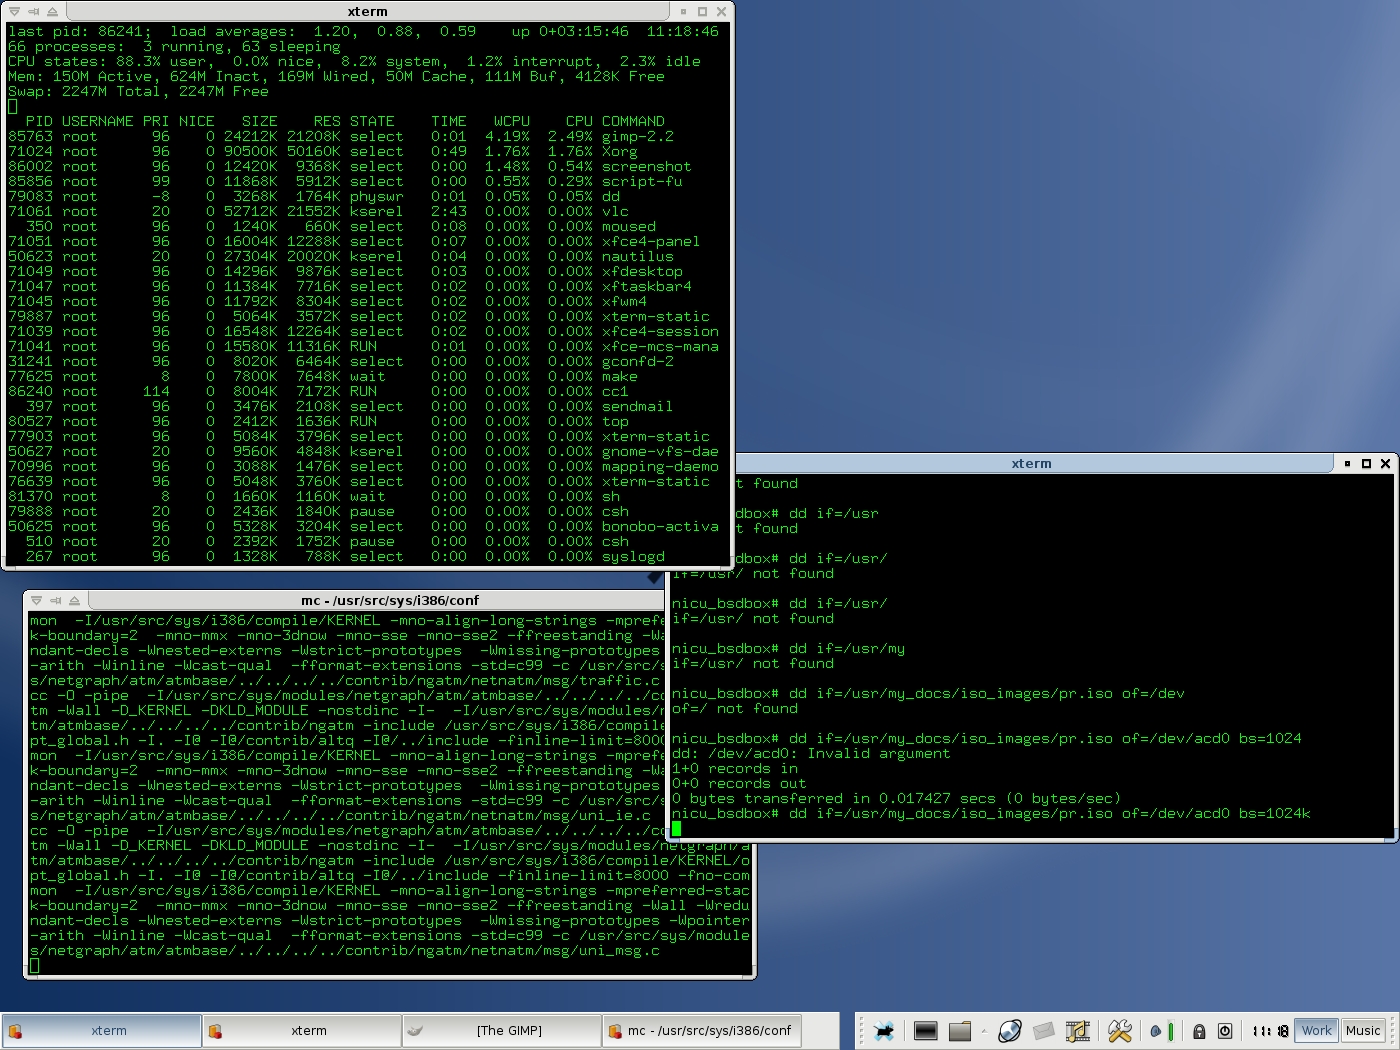 xterm
last pid: 86241;  load averages:  1.20,  0.88,  0.59    up 0+03:15:46  11:18:46
66 processes:  3 running, 63 sleeping
CPU states: 88.3% user,  0.0% nice,  8.2% system,  1.2% interrupt,  2.3% idle
Mem: 150M Active, 624M Inact, 169M Wired, 50M Cache, 111M Buf, 4128K Free
Swap: 2247M Total, 2247M Free
PID USERNAME PRI NICE   SIZE    RES STATE    TIME   WCPU    CPU COMMAND
85763 root      96    0 24212K 21208K select   0:01  4.19%  2.49% gimp-2.2
71024 root      96    0 90500K 50160K select   0:49  1.76%  1.76% Xorg
86002 root      96    0 12420K  9368K select   0:00  1.48%  0.54% screenshot
85856 root      99    0 11868K  5912K select   0:00  0.55%  0.29% script-fu
79083 root      -8    0  3268K  1764K physwr   0:01  0.05%  0.05% dd
71061 root      20    0 52712K 21552K kserel   2:43  0.00%  0.00% vlc
350 root      96    0  1240K   660K select   0:08  0.00%  0.00% moused
71051 root      96    0 16004K 12288K select   0:07  0.00%  0.00% xfce4-panel
50623 root      20    0 27304K 20020K kserel   0:04  0.00%  0.00% nautilus
71049 root      96    0 14296K  9876K select   0:03  0.00%  0.00% xfdesktop
71047 root      96    0 11384K  7716K select   0:02  0.00%  0.00% xftaskbar4
71045 root      96    0 11792K  8304K select   0:02  0.00%  0.00% xfwm4
79887 root      96    0  5064K  3572K select   0:02  0.00%  0.00% xterm-static
71039 root      96    0 16548K 12264K select   0:02  0.00%  0.00% xfce4-session
71041 root      96    0 15580K 11316K RUN      0:01  0.00%  0.00% xfce-mcs-mana
31241 root      96    0  8020K  6464K select   0:00  0.00%  0.00% gconfd-2
77625 root       8    0  7800K  7648K wait     0:00  0.00%  0.00% make
86240 root     114    0  8004K  7172K RUN      0:00  0.00%  0.00% cc1
397 root      96    0  3476K  2108K select   0:00  0.00%  0.00% sendmail
80527 root      96    0  2412K  1636K RUN      0:00  0.00%  0.00% top
77903 root      96    0  5084K  3796K select   0:00  0.00%  0.00% xterm-static
50627 root      20    0  9560K  4848K kserel   0:00  0.00%  0.00% gnome-vfs-dae
70996 root      96    0  3088K  1476K select   0:00  0.00%  0.00% mapping-daemo
76639 root      96    0  5048K  3760K select   0:00  0.00%  0.00% xterm-static
81370 root       8    0  1660K  1160K wait     0:00  0.00%  0.00% sh
79888 root      20    0  2436K  1840K pause    0:00  0.00%  0.00% csh
50625 root      96    0  5328K  3204K select   0:00  0.00%  0.00% bonobo-activa
510 root      20    0  2392K  1752K pause    0:00  0.00%  0.00% csh
267 root      96    0  1328K   788K select   0:00  0.00%  0.00% syslogd
xterm
t found
dbox# dd if=/usr
t found
dbox# dd if=/usr/
if=/usr/ not found
nicu_bsdbox# dd if=/usr/
if=/usr/ not found
nicu_bsdbox# dd if=/usr/my
if=/usr/ not found
nicu_bsdbox# dd if=/usr/my_docs/iso_images/pr.iso of=/dev
of=/ not found
nicu_bsdbox# dd if=/usr/my_docs/iso_images/pr.iso of=/dev/acd0 bs=1024
dd: /dev/acd0: Invalid argument
1+0 records in
0+0 records out
0 bytes transferred in 0.017427 secs (0 bytes/sec)
nicu_bsdbox# dd if=/usr/my_docs/iso_images/pr.iso of=/dev/acd0 bs=1024k
mc - /usr/src/sys/i386/conf
mon  -I/usr/src/sys/i386/compile/KERNEL -mno-align-long-strings -mprefe
k-boundary=2  -mno-mmx -mno-3dnow -mno-sse -mno-sse2 -ffreestanding -Wa
ndant-decls -Wnested-externs -Wstrict-prototypes  -Wmissing-prototypes
-arith -Winline -Wcast-qual  -fformat-extensions -std=c99 -c /usr/src/s
s/netgraph/atm/atmbase/../../../../contrib/ngatm/netnatm/msg/traffic.c
cc -O -pipe  -I/usr/src/sys/modules/netgraph/atm/atmbase/../../../../co
tm -Wall -D_KERNEL -DKLD_MODULE -nostdinc -I-  -I/usr/src/sys/modules/n
tm/atmbase/../../../../contrib/ngatm -include /usr/src/sys/i386/compile
pt_global.h -I. -I@ -I@/contrib/altq -I@/../include -finline-limit=8000
mon  -I/usr/src/sys/i386/compile/KERNEL -mno-align-long-strings -mprefe
k-boundary=2  -mno-mmx -mno-3dnow -mno-sse -mno-sse2 -ffreestanding -Wa
ndant-decls -Wnested-externs -Wstrict-prototypes  -Wmissing-prototypes
-arith -Winline -Wcast-qual  -fformat-extensions -std=c99 -c /usr/src/s
s/netgraph/atm/atmbase/../../../../contrib/ngatm/netnatm/msg/uni_ie.c
cc -O -pipe  -I/usr/src/sys/modules/netgraph/atm/atmbase/../../../../co
tm -Wall -D_KERNEL -DKLD_MODULE -nostdinc -I-  -I/usr/src/sys/modules/netgraph/a
tm/atmbase/../../../../contrib/ngatm -include /usr/src/sys/i386/compile/KERNEL/o
pt_global.h -I. -I@ -I@/contrib/altq -I@/../include -finline-limit=8000 -fno-com
mon  -I/usr/src/sys/i386/compile/KERNEL -mno-align-long-strings -mpreferred-stac
k-boundary=2  -mno-mmx -mno-3dnow -mno-sse -mno-sse2 -ffreestanding -Wall -Wredu
ndant-decls -Wnested-externs -Wstrict-prototypes  -Wmissing-prototypes -Wpointer
-arith -Winline -Wcast-qual  -fformat-extensions -std=c99 -c /usr/src/sys/module
s/netgraph/atm/atmbase/../../../../contrib/ngatm/netnatm/msg/uni_msg.c
xterm
xterm
[The GIMP]
mc - /usr/src/sys/i386/conf
11:18
Work
Music